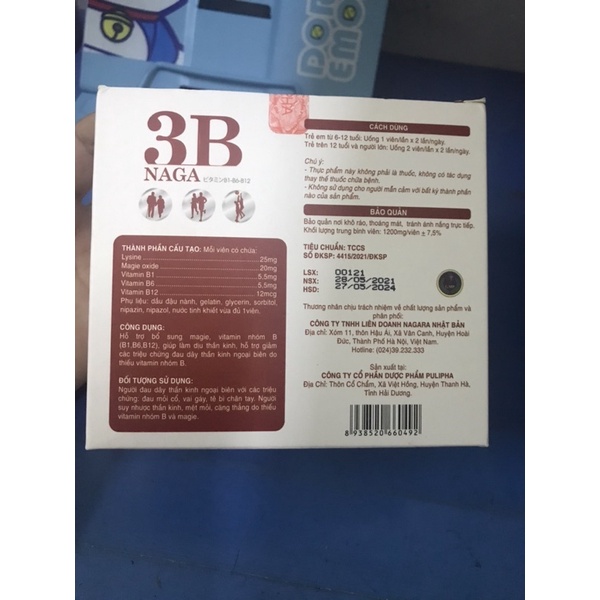 3B
NAGA ビタミンB1-B6-B12
THÀNH PHẦN CẤU TẠO: Mỗi viên có chứa:
Lysine 25mg
Magie oxide 20mg
Vitamin B1 5.5mg
Vitamin B6 5.5mg
Vitamin B12 12mcg
Phụ liệu: dầu đậu nành, gelatin, glycerin, sorbitol,
nipazin, nipazol, nước tinh khiết vừa đủ 1viên.
CÔNG DỤNG:
Hỗ trợ bổ sung magie, vitamin nhóm B
(B1,B6,B12), giúp làm dịu thần kinh, hỗ trợ giảm
các triệu chứng đau dây thần kinh ngoại biên do
thiếu vitamin nhóm B.
ĐỐI TƯỢNG SỬ DỤNG:
Người đau dây thần kinh ngoại biên với các triệu
chứng: đau mỏi cổ, vai gáy, tê bì chân tay. Người
suy nhược thần kinh, mệt mỏi, căng thẳng do thiếu
vitamin nhóm B và magie.
CÁCH DÙNG
Trẻ em từ 6-12 tuổi: Uống 1 viên/lần x 2 lần/ngày.
Trẻ trên 12 tuổi và người lớn: Uống 2 viên/lần x 2 lần/ngày.
Chú ý:
- Thực phẩm này không phải là thuốc, không có tác dụng
thay thế thuốc chữa bệnh.
- Không sử dụng cho người mẫn cảm với bất kỳ thành phần
nào của sản phẩm.
BẢO QUẢN
Bảo quản nơi khô ráo, thoáng mát, tránh ánh nắng trực tiếp.
Khối lượng trung bình viên: 1200mg/viên ± 7,5%
TIÊU CHUẨN: TCCS
SỐ ĐKSP: 4415/2021/ĐKSP
LSX: 00121
NSX: 28/05/2021
HSD: 27/05/2024
Thương nhân chịu trách nhiệm về chất lượng sản phẩm và
phân phối:
CÔNG TY TNHH LIÊN DOANH NAGARA NHẬT BẢN
Địa chỉ: Xóm 11, thôn Hậu Ái, Xã Vân Canh, Huyện Hoài
Đức, Thành Phố Hà Nội, Việt Nam.
Hotline: (024)39.232.333
Sản xuất tại:
CÔNG TY CỔ PHẦN DƯỢC PHẨM PULIPHA
Địa Chỉ: Thôn Cổ Chẩm, Xã Việt Hồng, Huyện Thanh Hà,
Tỉnh Hải Dương.
8 938520 660492